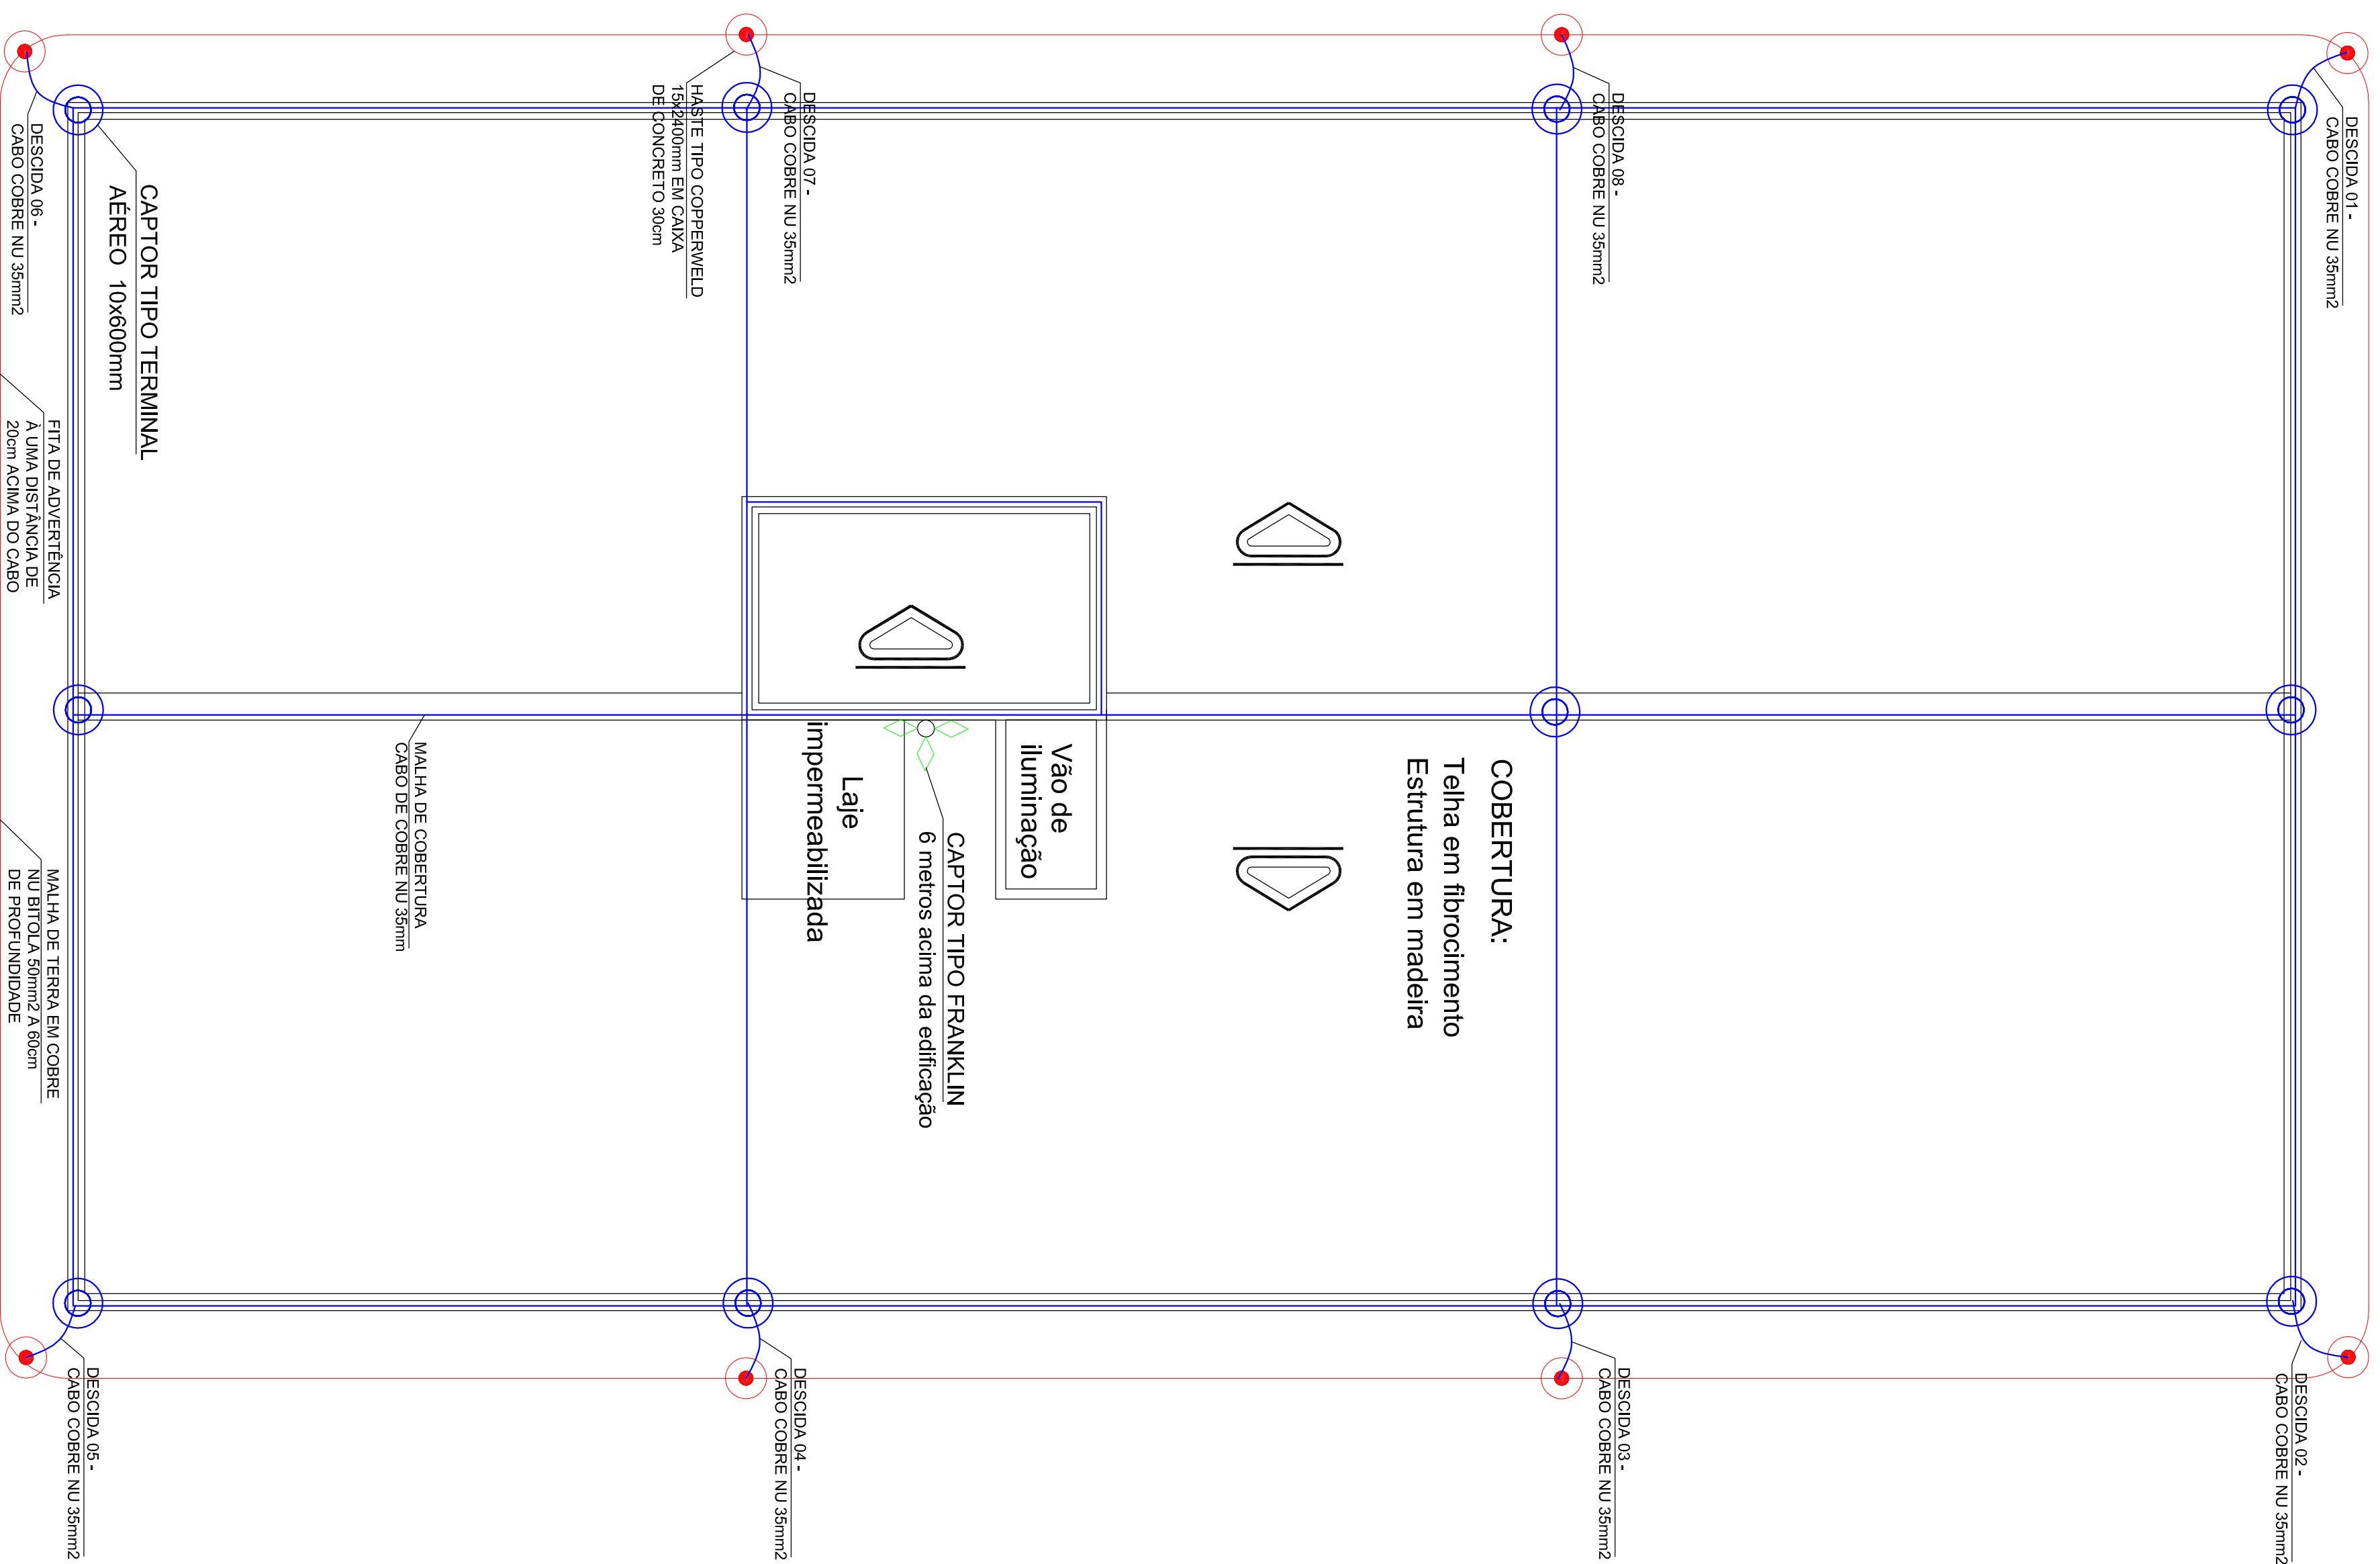 DESCIDA 01 -
CABO COBRE NU 35mm2
DESCIDA 08 -
CABO COBRE NU 35mm2
DESCIDA 07 -
CABO COBRE NU 35mm2
HASTE TIPO COPPERWELD
15x2400mm EM CAIXA
DE CONCRETO 30cm
CAPTOR TIPO TERMINAL
AÉREO 10x600mm
DESCIDA 06 -
CABO COBRE NU 35mm2
FITA DE ADVERTÊNCIA
À UMA DISTÂNCIA DE
20cm ACIMA DO CABO
COBERTURA:
Telha em fibrocimento
Estrutura em madeira
Vão de
iluminação
CAPTOR TIPO FRANKLIN
6 metros acima da edificação
Laje
impermeabilizada
MALHA DE COBERTURA
CABO DE COBRE NU 35mm
MALHA DE TERRA EM COBRE
NU BITOLA 50mm2 A 60cm
DE PROFUNDIDADE
DESCIDA 02 -
CABO COBRE NU 35mm2
DESCIDA 03 -
CABO COBRE NU 35mm2
DESCIDA 04 -
CABO COBRE NU 35mm2
DESCIDA 05 -
CABO COBRE NU 35mm2